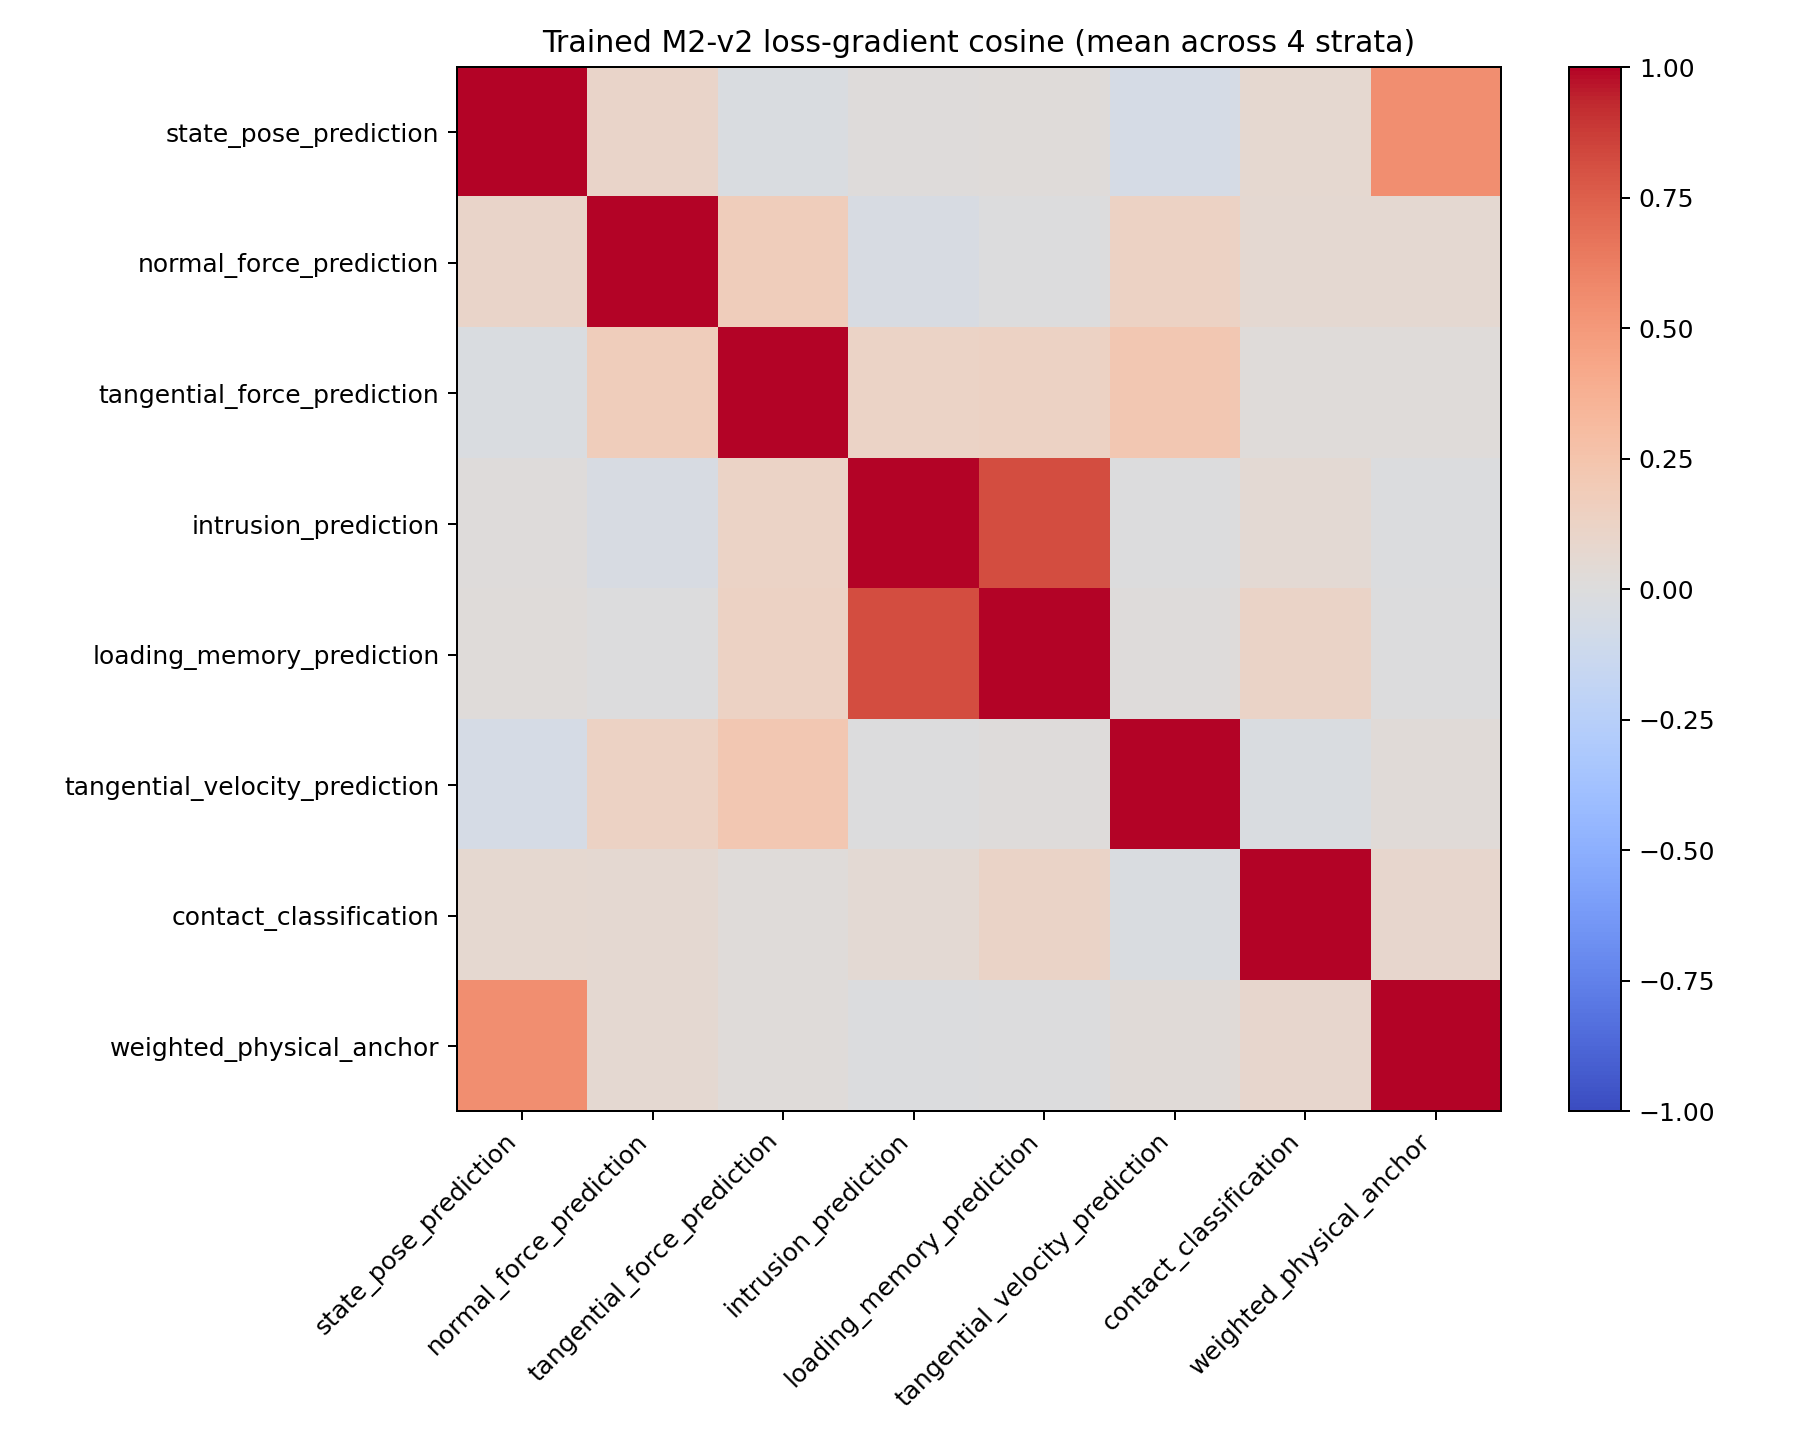 Trained M2-v2 loss-gradient cosine (mean across 4 strata)
state_pose_prediction
normal_force_prediction
tangential_force_prediction
intrusion_prediction
loading_memory_prediction
tangential_velocity_prediction
contact_classification
weighted_physical_anchor
state_pose_prediction
normal_force_prediction
tangential_force_prediction
intrusion_prediction
loading_memory_prediction
tangential_velocity_prediction
contact_classification
weighted_physical_anchor
1.00
0.75
0.50
0.25
0.00
−0.25
−0.50
−0.75
−1.00